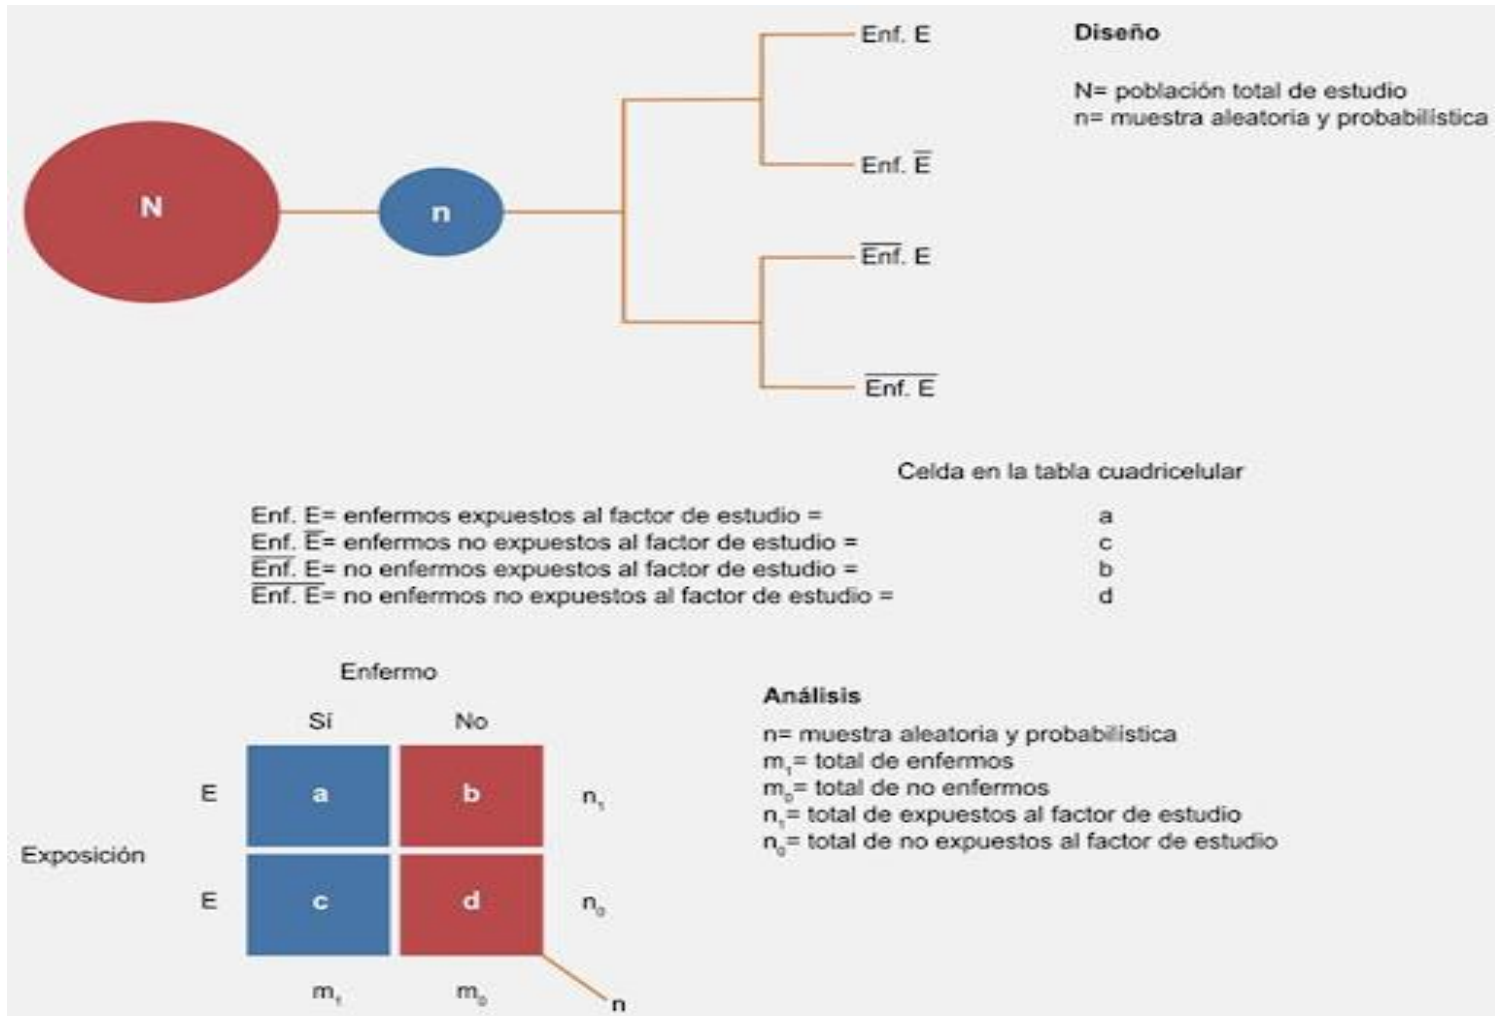 Enf. E
Diseño
N= población total de estudio
n= muestra aleatoria y probabilística
N
n
Enf. E̅
E̅n̅f̅. E
E̅n̅f̅.̅ ̅E̅
Celda en la tabla cuadricelular
Enf. E= enfermos expuestos al factor de estudio = a
Enf. E̅= enfermos no expuestos al factor de estudio = c
E̅n̅f̅. E= no enfermos expuestos al factor de estudio = b
E̅n̅f̅.̅ ̅E̅= no enfermos no expuestos al factor de estudio = d
Enfermo
Sí No
E a b n₁
Exposición
E c d n₀
m₁ m₀ n
Análisis
n= muestra aleatoria y probabilística
m₁= total de enfermos
m₀= total de no enfermos
n₁= total de expuestos al factor de estudio
n₀= total de no expuestos al factor de estudio